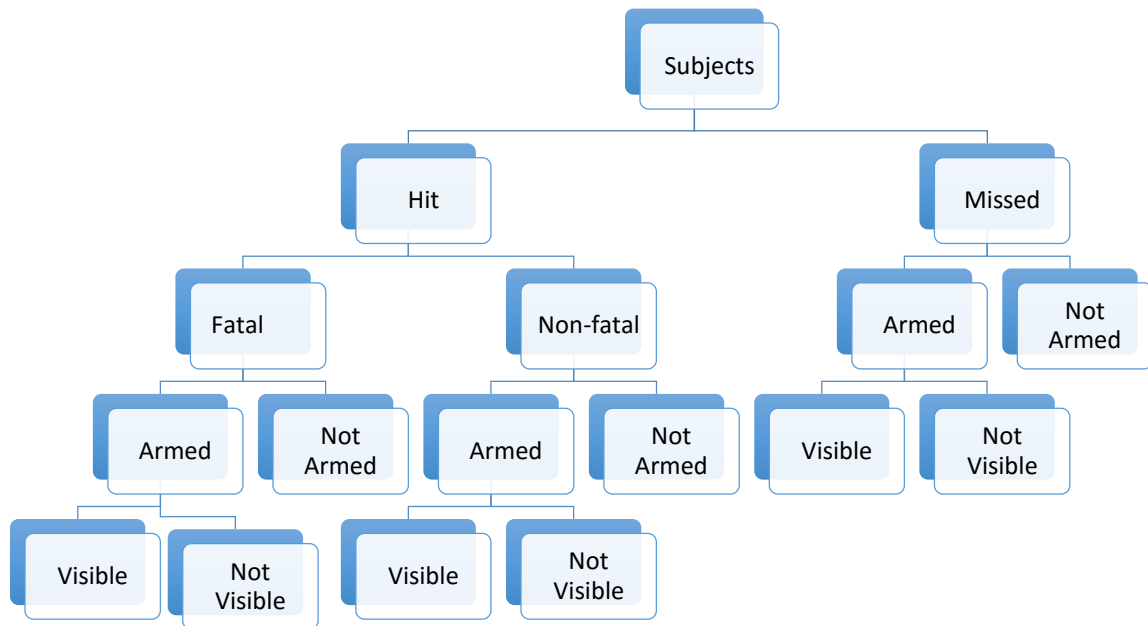 Subjects
Hit
Missed
Fatal
Non-fatal
Armed
Not
Armed
Armed
Not
Armed
Armed
Not
Armed
Visible
Not
Visible
Visible
Not
Visible
Visible
Not
Visible